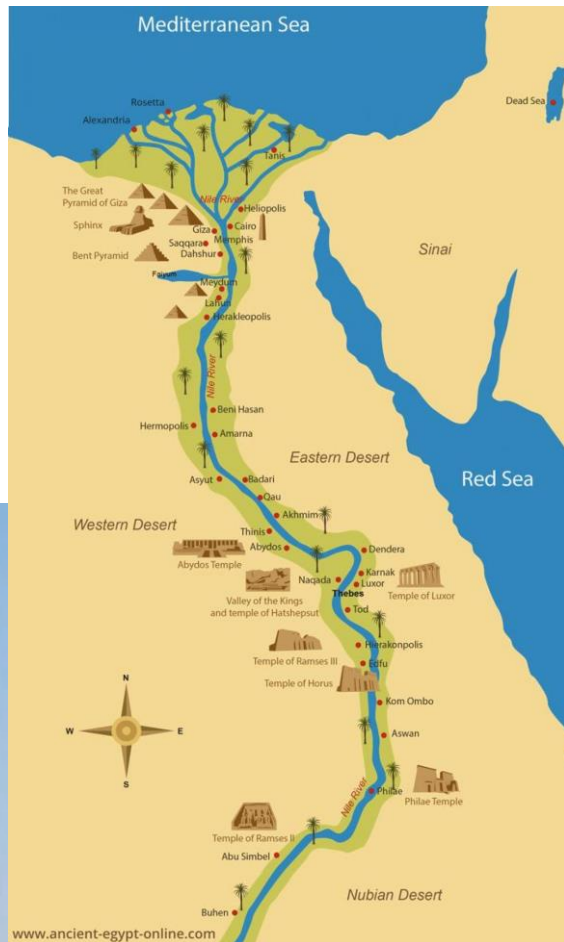 Mediterranean Sea
Rosetta
Alexandria
Dead Sea
Tanis
The Great
Pyramid of Giza
Nile River
Heliopolis
Sphinx
Giza
Cairo
Memphis
Saqqara
Bent Pyramid
Dahshur
Sinai
Faiyum
Meydum
Lahun
Herakleopolis
Nile River
Beni Hasan
Hermopolis
Amarna
Eastern Desert
Asyut
Badari
Red Sea
Qau
Western Desert
Akhmim
Thinis
Abydos
Dendera
Abydos Temple
Naqada
Karnak
Luxor
Thebes
Temple of Luxor
Valley of the Kings
and temple of Hatshepsut
Tod
Hierakonpolis
Temple of Ramses III
Edfu
Temple of Horus
Kom Ombo
N
W
E
S
Aswan
Nile River
Philae
Philae Temple
Temple of Ramses II
Abu Simbel
Nubian Desert
Buhen
www.ancient-egypt-online.com